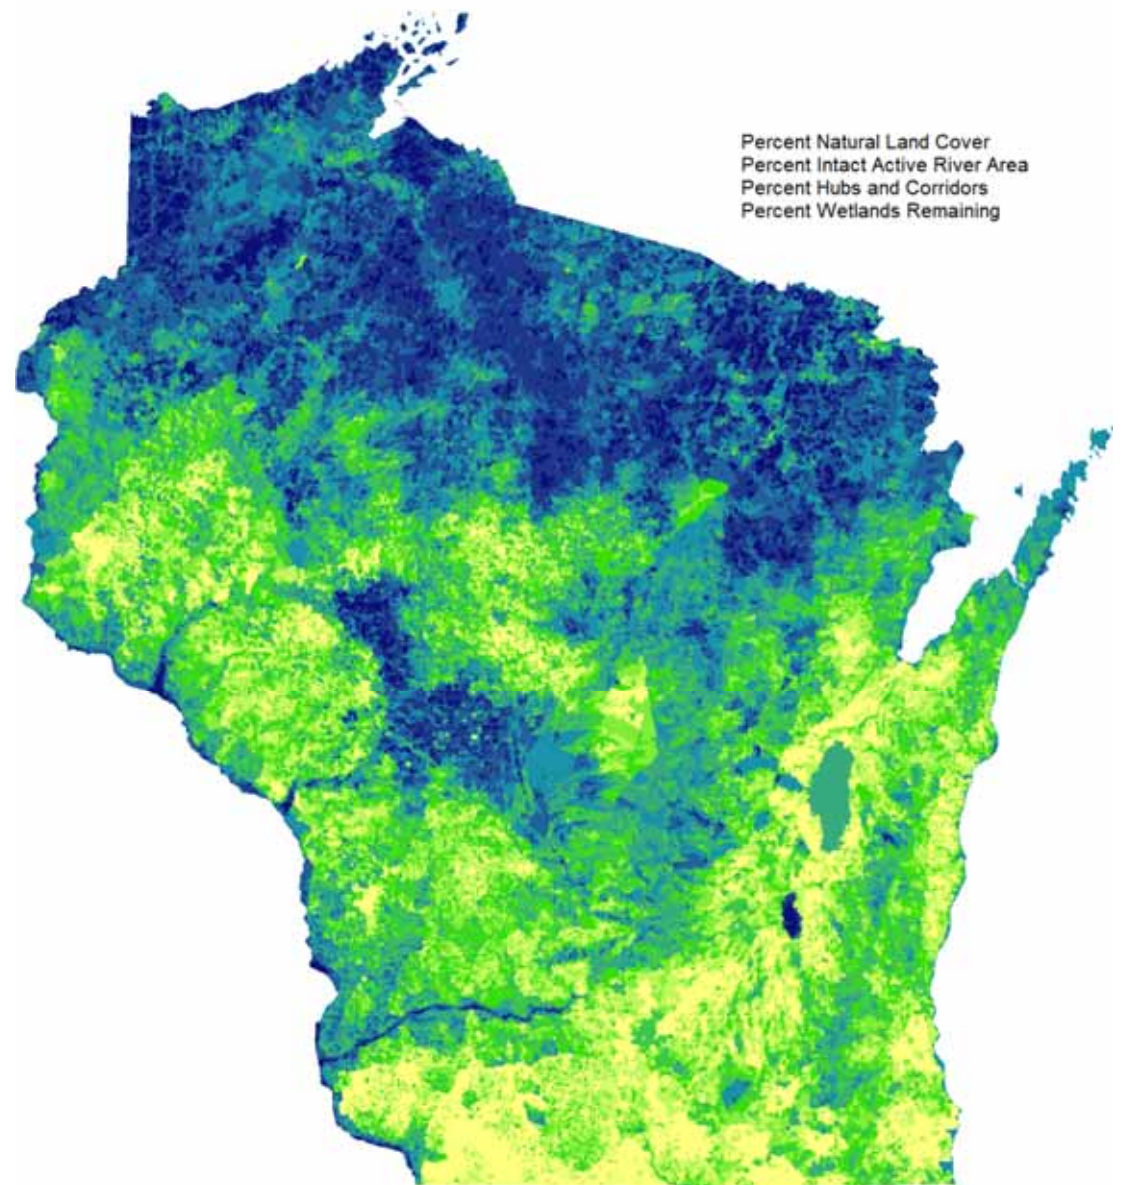 Percent Natural Land Cover
Percent Intact Active River Area
Percent Hubs and Corridors
Percent Wetlands Remaining